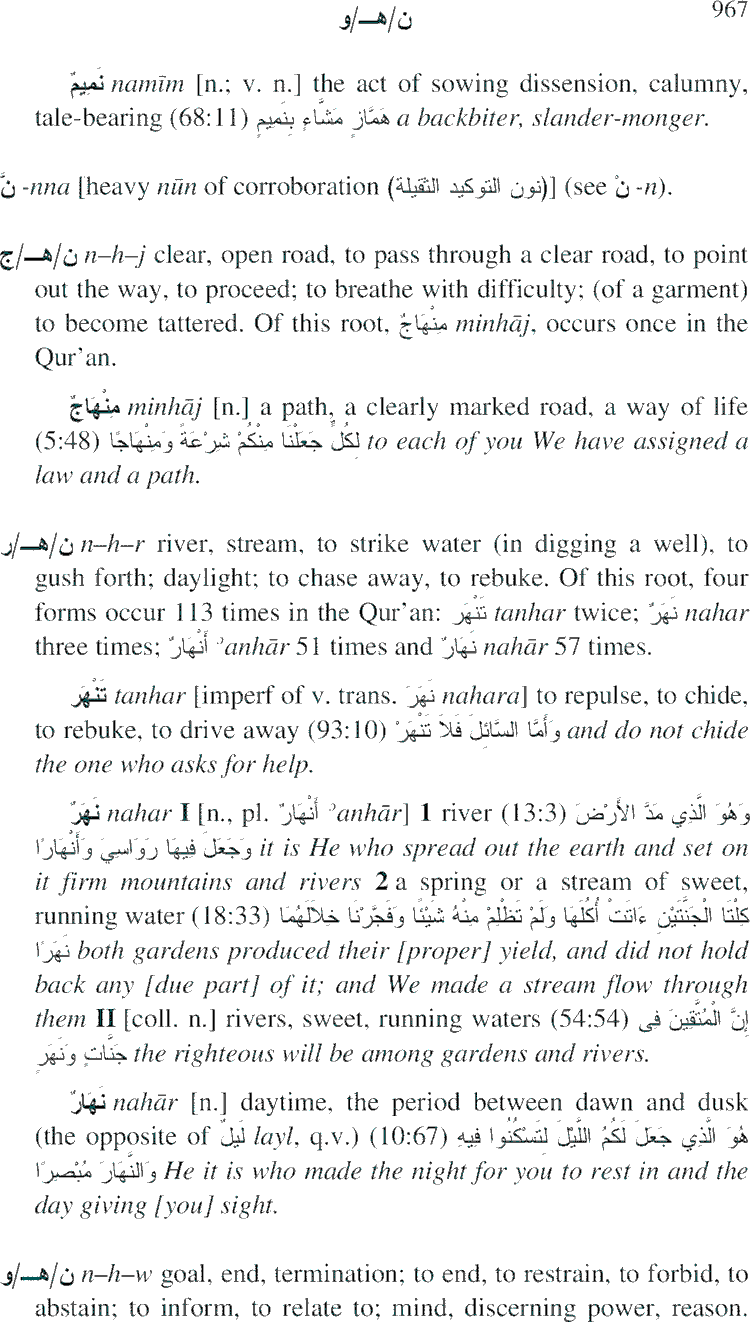 ن/هـ/و 967
نَمِيمٌ namīm [n.; v. n.] the act of sowing dissension, calumny,
tale-bearing (68:11) هَمَّازٍ مَشَّاءٍ بِنَمِيمٍ a backbiter, slander-monger.
نَّ -nna [heavy nūn of corroboration (نون التوكيد الثقيلة)] (see نْ -n).
ن/هـ/ج n–h–j clear, open road, to pass through a clear road, to point
out the way, to proceed; to breathe with difficulty; (of a garment)
to become tattered. Of this root, مِنْهَاجٌ minhāj, occurs once in the
Qur’an.
مِنْهَاجٌ minhāj [n.] a path, a clearly marked road, a way of life
(5:48) لِكُلٍّ جَعَلْنَا مِنْكُمْ شِرْعَةً وَمِنْهَاجًا to each of you We have assigned a
law and a path.
ن/هـ/ر n–h–r river, stream, to strike water (in digging a well), to
gush forth; daylight; to chase away, to rebuke. Of this root, four
forms occur 113 times in the Qur’an: تَنْهَر tanhar twice; نَهَرٌ nahar
three times; أَنْهَارٌ ʾanhār 51 times and نَهَارٌ nahār 57 times.
تَنْهَر tanhar [imperf of v. trans. نَهَرَ nahara] to repulse, to chide,
to rebuke, to drive away (93:10) وَأَمَّا السَّائِلَ فَلاَ تَنْهَرْ and do not chide
the one who asks for help.
نَهَرٌ nahar I [n., pl. أَنْهَارٌ ʾanhār] 1 river (13:3) وَهُوَ الَّذِي مَدَّ الأَرْضَ
وَجَعَلَ فِيهَا رَوَاسِيَ وَأَنْهَارًا it is He who spread out the earth and set on
it firm mountains and rivers 2 a spring or a stream of sweet,
running water (18:33) كِلْتَا الْجَنَّتَيْنِ ءَاتَتْ أُكُلَهَا وَلَمْ تَظْلِمْ مِنْهُ شَيْئًا وَفَجَّرْنَا خِلاَلَهُمَا
نَهَرًا both gardens produced their [proper] yield, and did not hold
back any [due part] of it; and We made a stream flow through
them II [coll. n.] rivers, sweet, running waters (54:54) إِنَّ الْمُتَّقِينَ فى
جَنَّاتٍ وَنَهَرٍ the righteous will be among gardens and rivers.
نَهَارٌ nahār [n.] daytime, the period between dawn and dusk
(the opposite of لَيْلٌ layl, q.v.) (10:67) هُوَ الَّذِي جَعَلَ لَكُمُ اللَّيْلَ لِتَسْكُنُوا فِيهِ
وَالنَّهَارَ مُبْصِرًا He it is who made the night for you to rest in and the
day giving [you] sight.
ن/هـ/و n–h–w goal, end, termination; to end, to restrain, to forbid, to
abstain; to inform, to relate to; mind, discerning power, reason.